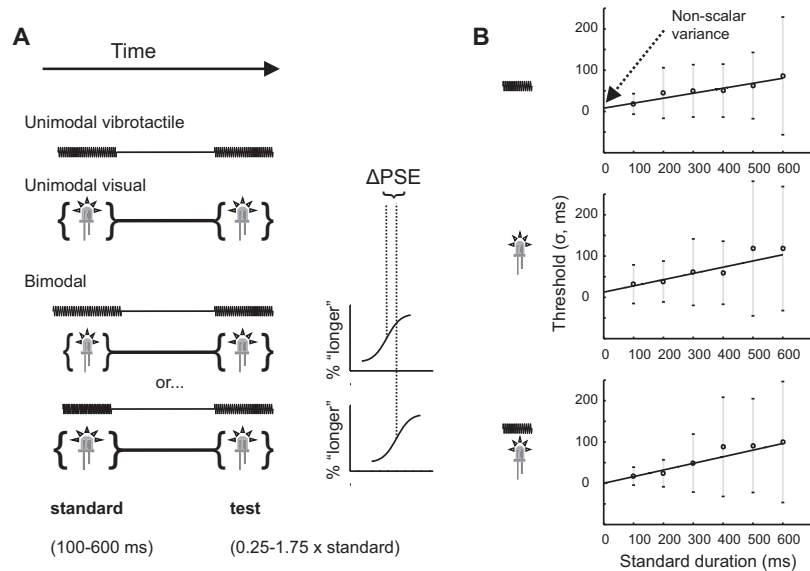 A
Time
Unimodal vibrotactile
Unimodal visual
Bimodal
or...
standard
test
(100-600 ms)
(0.25-1.75 x standard)
ΔPSE
% “longer”
% “longer”
B
Non-scalar
variance
Threshold (σ, ms)
200
100
0
0 100 200 300 400 500 600
200
100
0
0 100 200 300 400 500 600
200
100
0
0 100 200 300 400 500 600
Standard duration (ms)